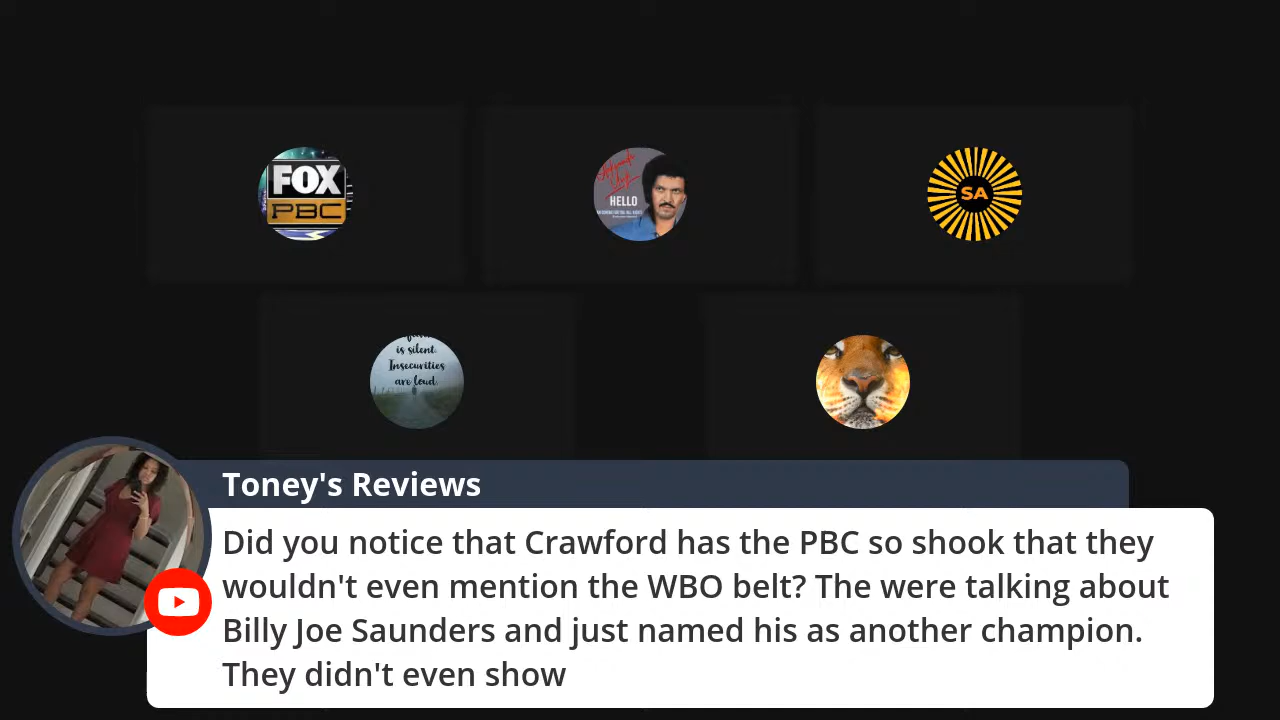 FOX
PBC
HELLO
SA
is silent.
Insecurities
are loud.
Toney's Reviews
Did you notice that Crawford has the PBC so shook that they
wouldn't even mention the WBO belt? The were talking about
Billy Joe Saunders and just named his as another champion.
They didn't even show